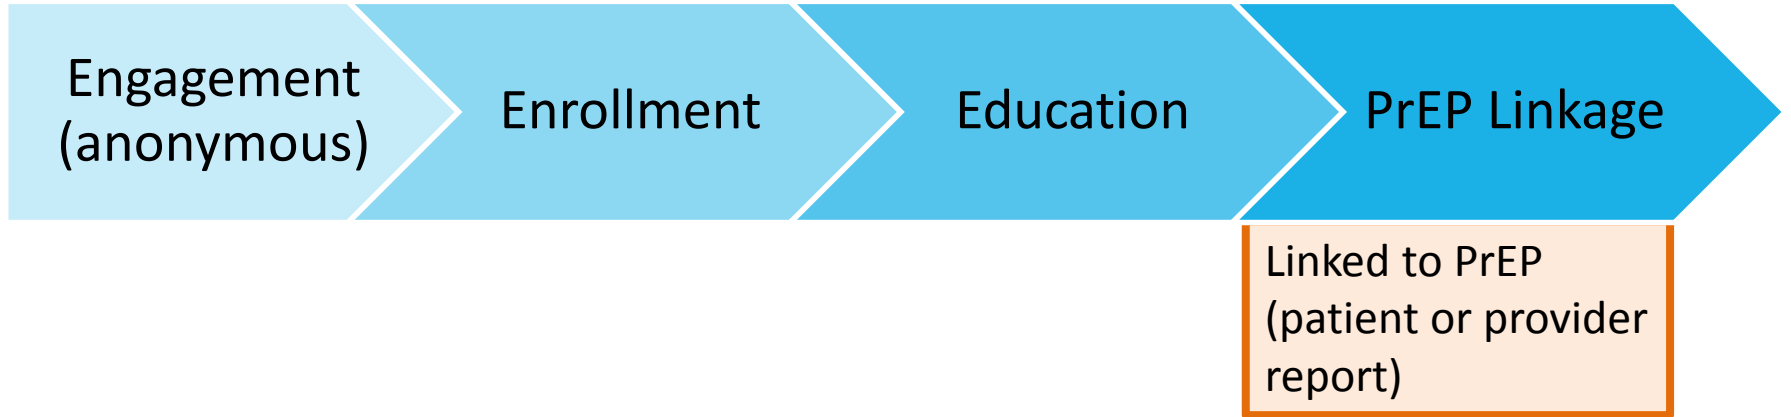 Engagement
(anonymous)
Enrollment
Education
PrEP Linkage
Linked to PrEP
(patient or provider
report)